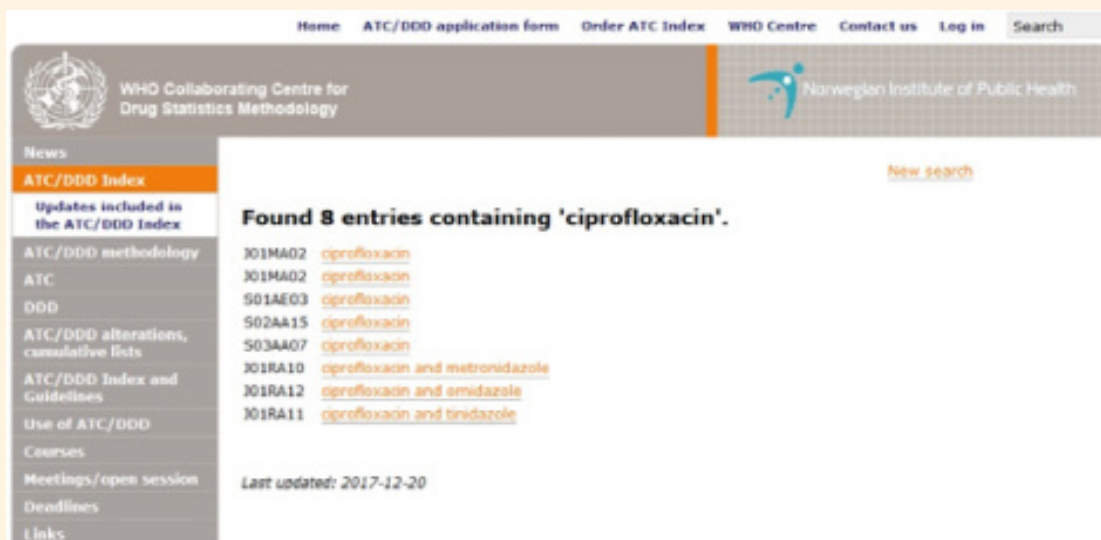 Home ATC/DDD application form Order ATC Index WHO Centre Contact us Log in Search
WHO Collaborating Centre for
Drug Statistics Methodology
Norwegian Institute of Public Health
News
ATC/DDD Index
Updates included in
the ATC/DDD Index
ATC/DDD methodology
ATC
DDD
ATC/DDD alterations,
cumulative lists
ATC/DDD Index and
Guidelines
Use of ATC/DDD
Courses
Meetings/open session
Deadlines
Links
New search
Found 8 entries containing 'ciprofloxacin'.
J01MA02 ciprofloxacin
J01MA02 ciprofloxacin
S01AE03 ciprofloxacin
S02AA15 ciprofloxacin
S03AA07 ciprofloxacin
J01RA10 ciprofloxacin and metronidazole
J01RA12 ciprofloxacin and ornidazole
J01RA11 ciprofloxacin and tinidazole
Last updated: 2017-12-20